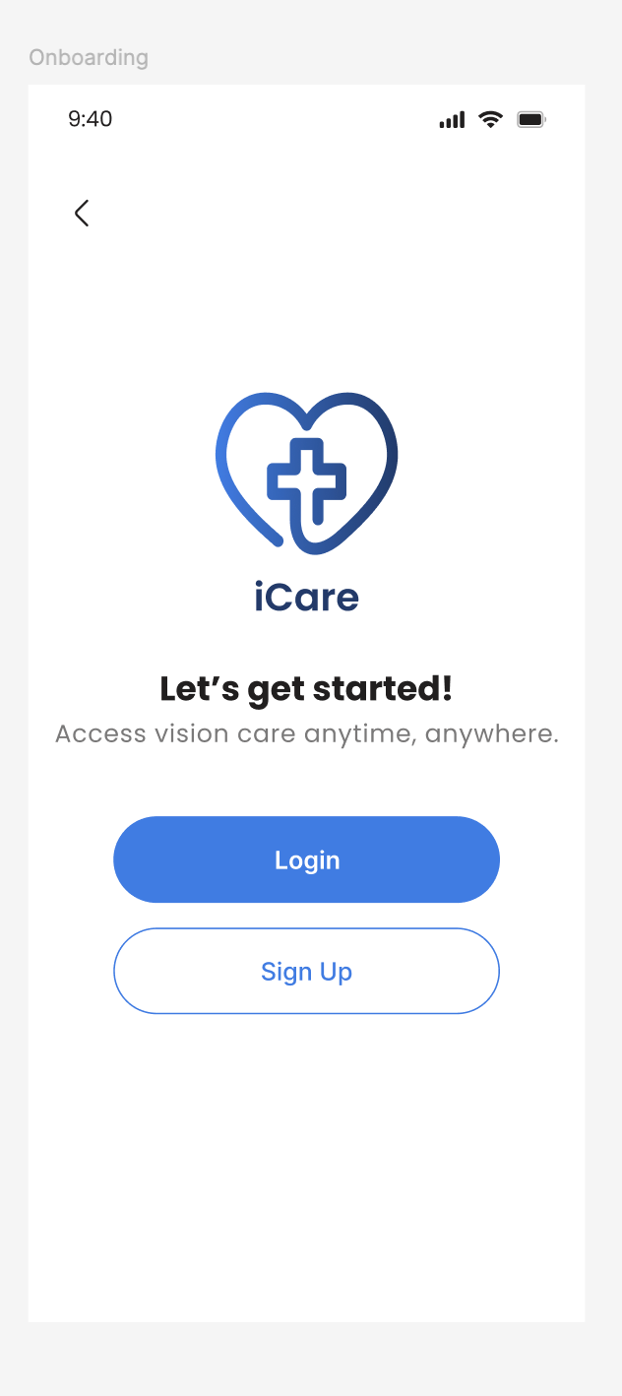 Onboarding
9:40
iCare
Let’s get started!
Access vision care anytime, anywhere.
Login
Sign Up